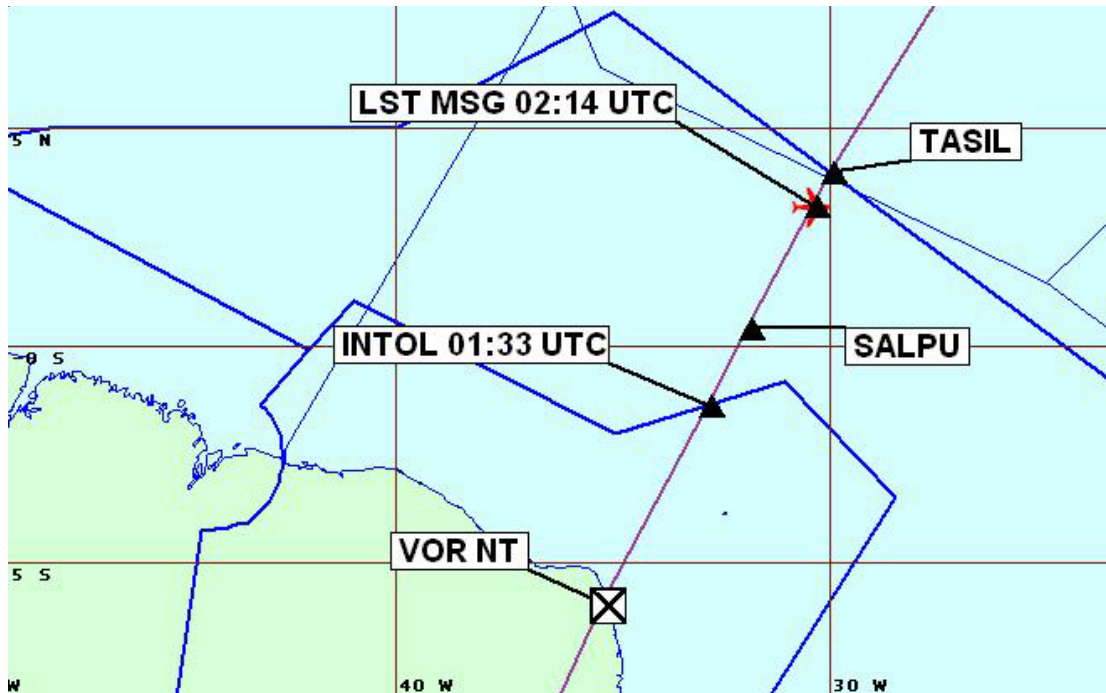 LST MSG 02:14 UTC
TASIL
5 N
INTOL 01:33 UTC
SALPU
0 S
VOR NT
5 S
W
40 W
30 W